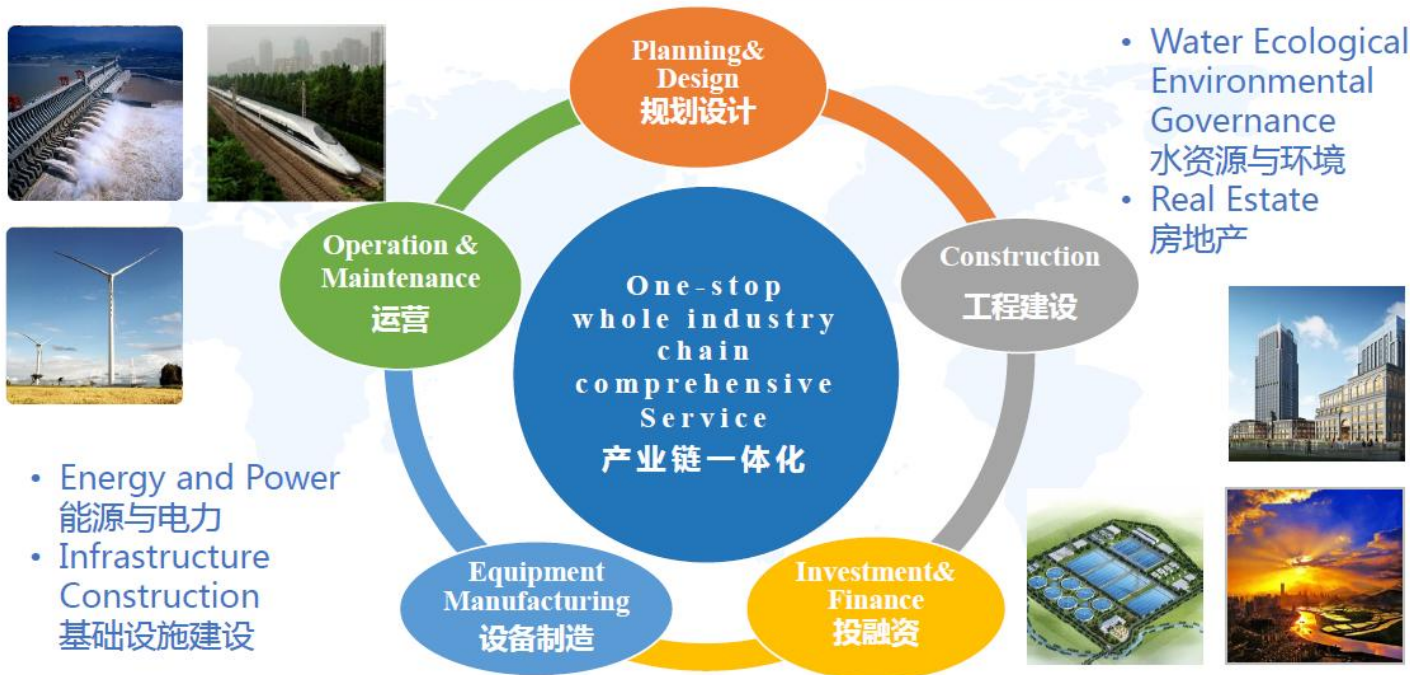 Planning&
Design
规划设计
Operation &
Maintenance
运营
Construction
工程建设
One-stop
whole industry
chain
comprehensive
Service
产业链一体化
Equipment
Manufacturing
设备制造
Investment&
Finance
投融资
• Water Ecological
Environmental
Governance
水资源与环境
• Real Estate
房地产
• Energy and Power
能源与电力
• Infrastructure
Construction
基础设施建设